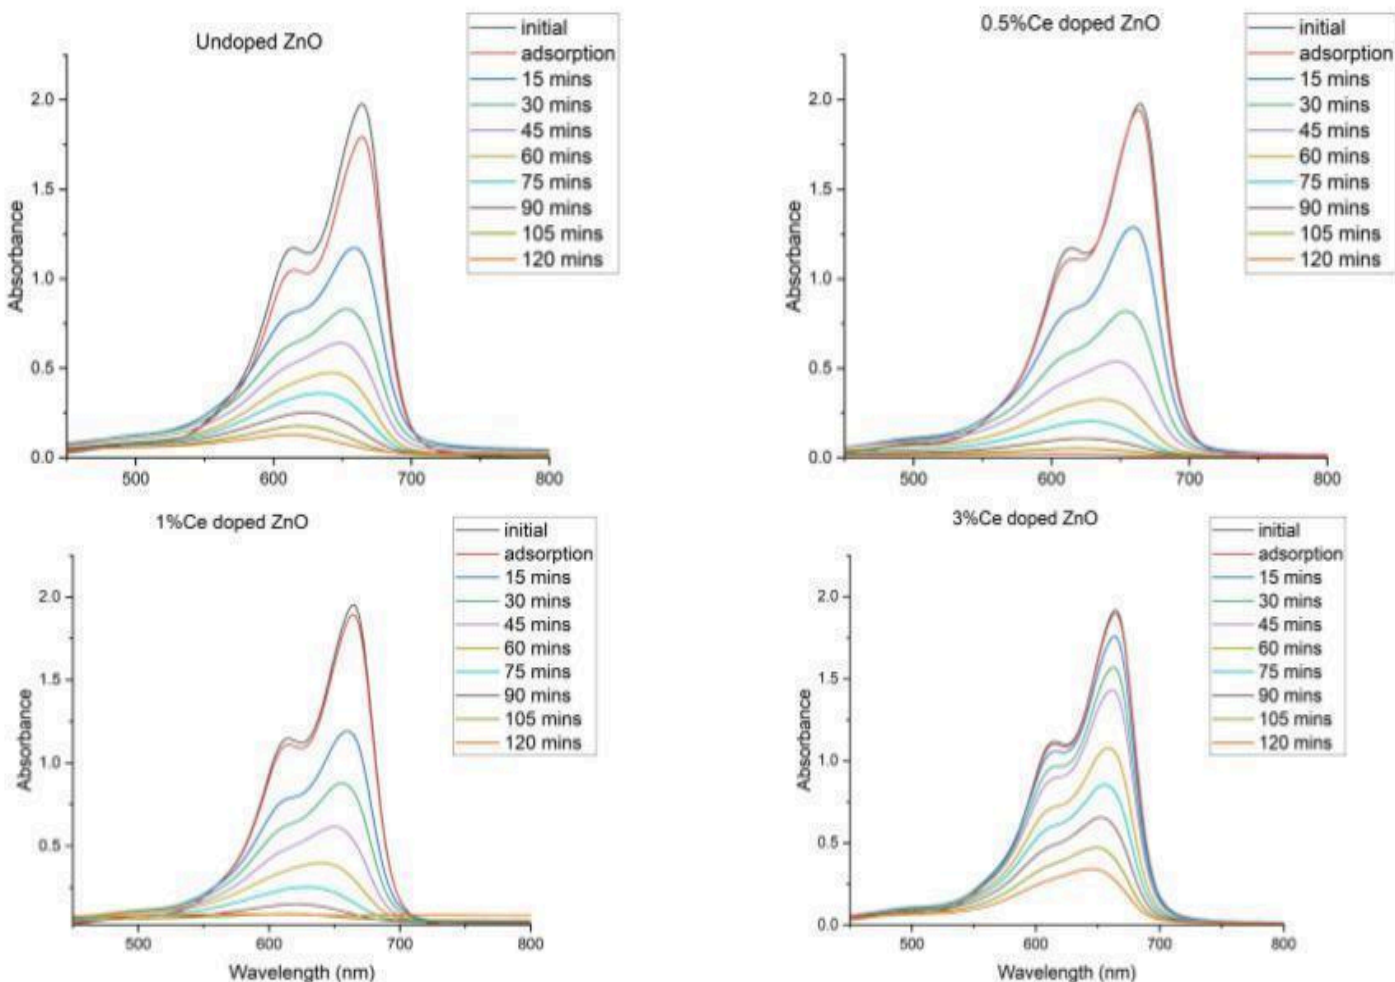 Undoped ZnO
initial
adsorption
15 mins
30 mins
45 mins
60 mins
75 mins
90 mins
105 mins
120 mins
2.0
1.5
1.0
0.5
0.0
Absorbance
500
600
700
800
0.5%Ce doped ZnO
initial
adsorption
15 mins
30 mins
45 mins
60 mins
75 mins
90 mins
105 mins
120 mins
2.0
1.5
1.0
0.5
0.0
Absorbance
500
600
700
800
1%Ce doped ZnO
initial
adsorption
15 mins
30 mins
45 mins
60 mins
75 mins
90 mins
105 mins
120 mins
2.0
1.5
1.0
0.5
Absorbance
500
600
700
800
Wavelength (nm)
3%Ce doped ZnO
initial
adsorption
15 mins
30 mins
45 mins
60 mins
75 mins
90 mins
105 mins
120 mins
2.0
1.5
1.0
0.5
0.0
Absorbance
500
600
700
800
Wavelength (nm)